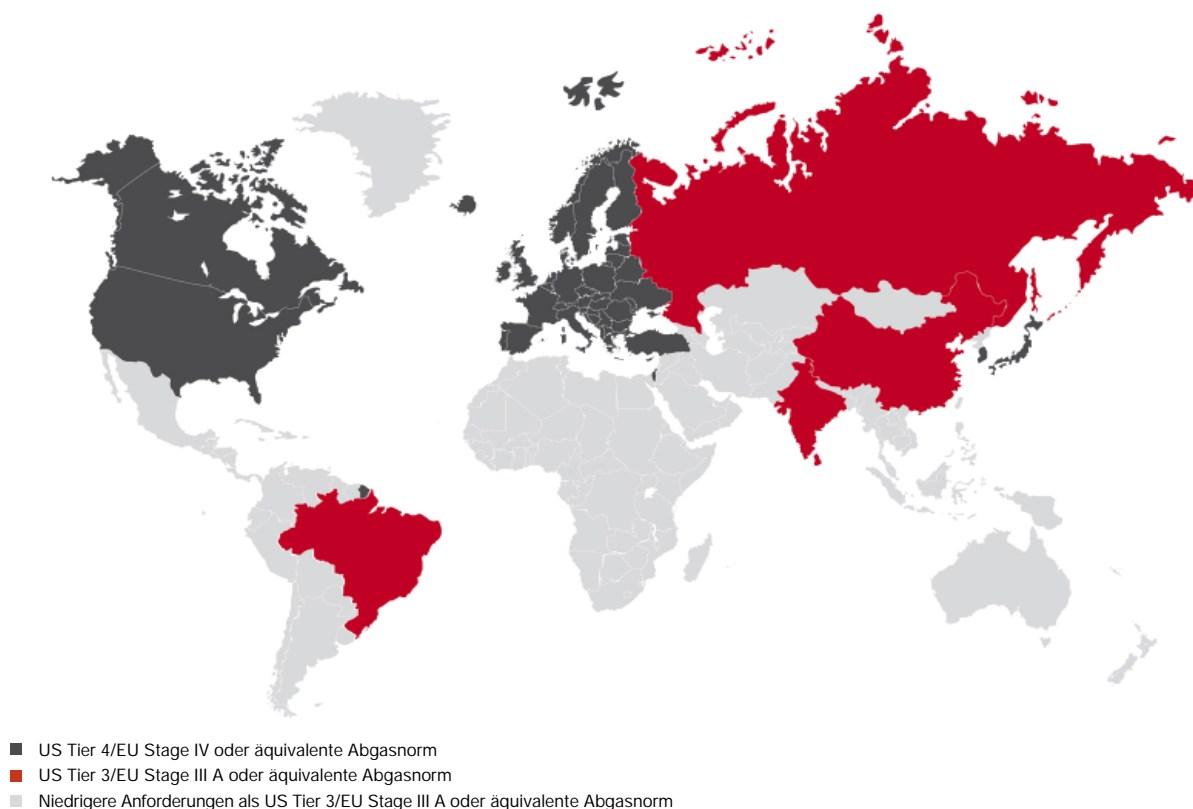 US Tier 4/EU Stage IV oder äquivalente Abgasnorm
US Tier 3/EU Stage III A oder äquivalente Abgasnorm
Niedrigere Anforderungen als US Tier 3/EU Stage III A oder äquivalente Abgasnorm